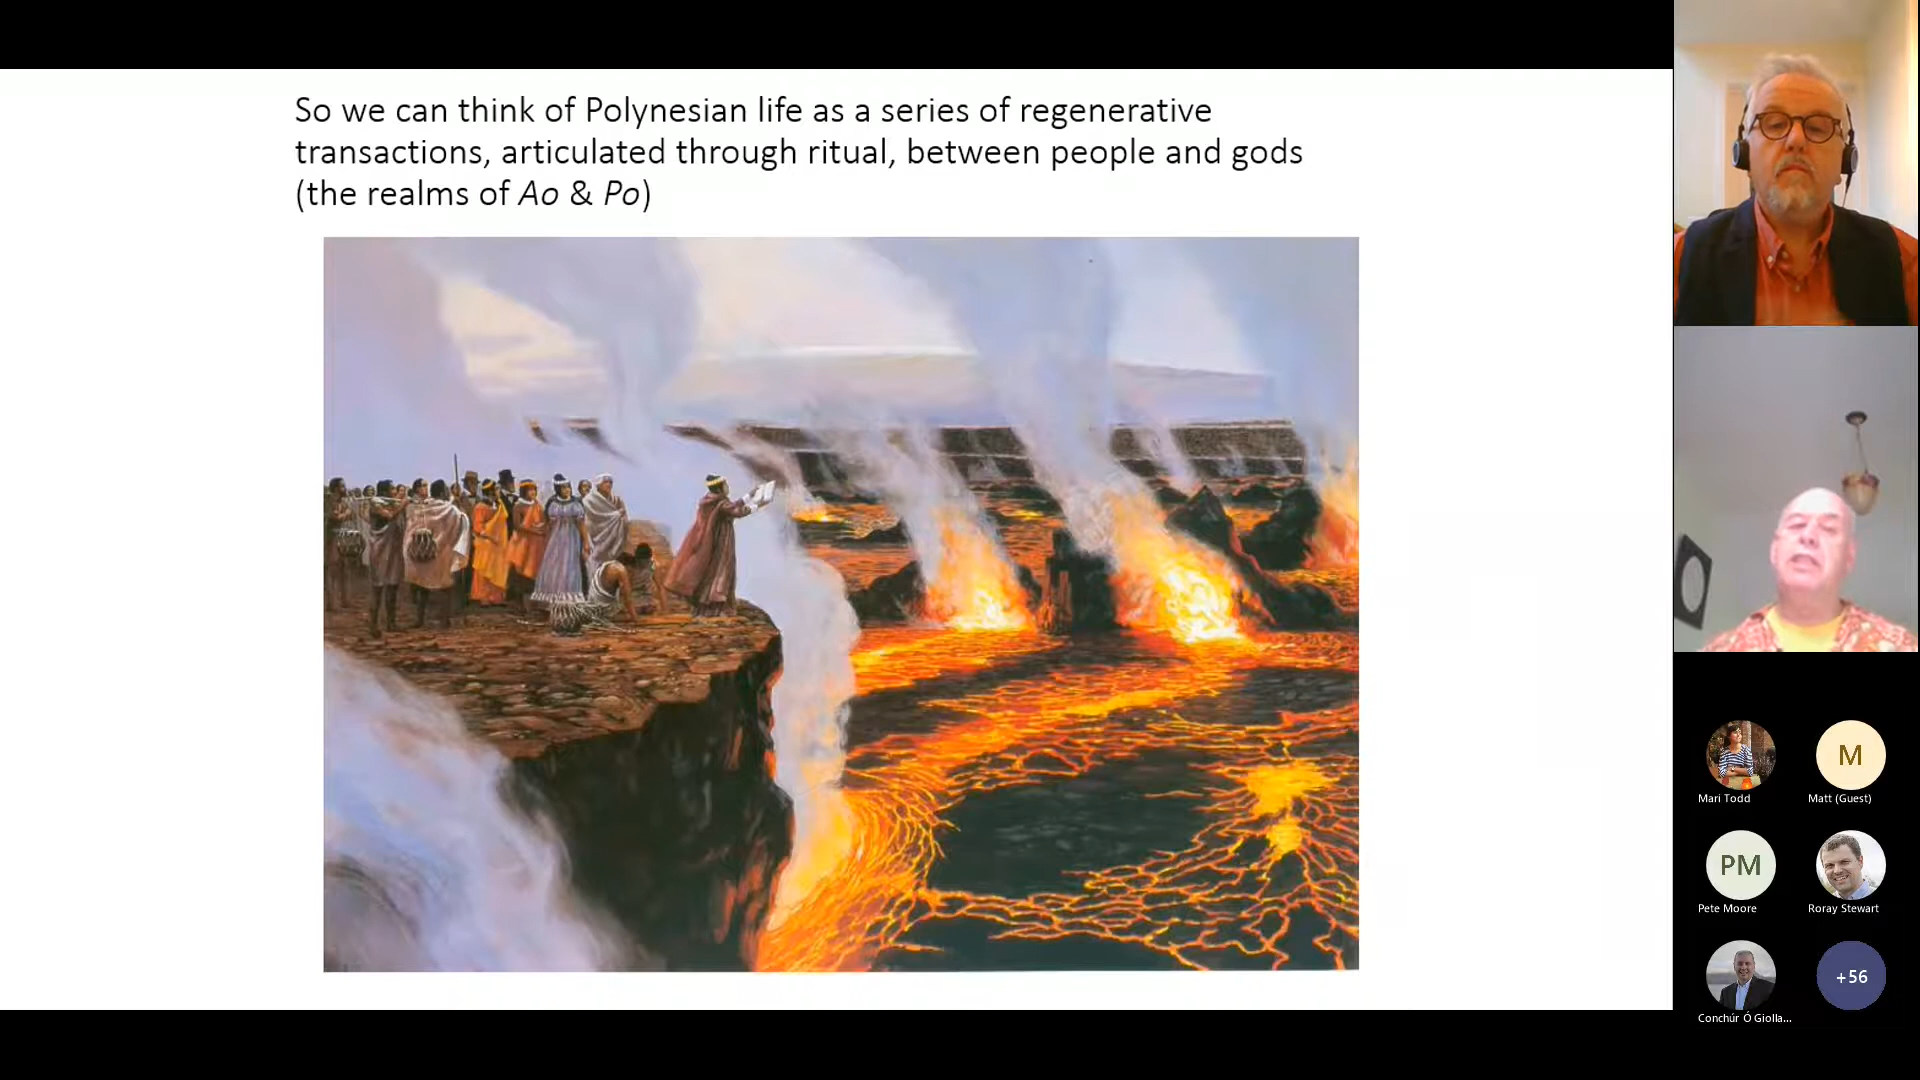 So we can think of Polynesian life as a series of regenerative
transactions, articulated through ritual, between people and gods
(the realms of Ao & Po)
Mari Todd
M
Matt (Guest)
PM
Pete Moore
Roray Stewart
Conchúr Ó Giolla...
+56